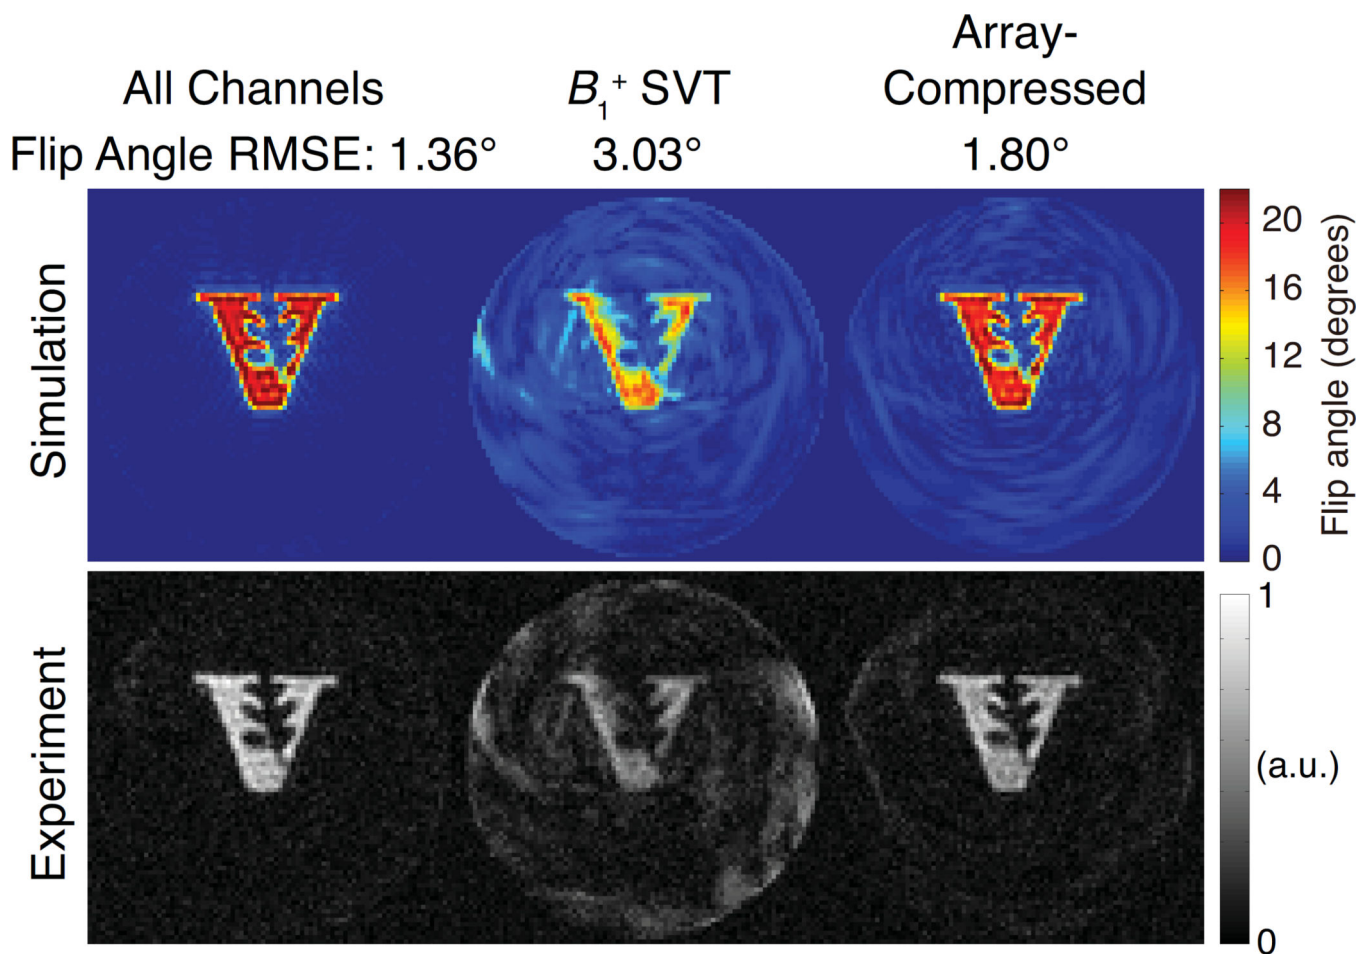 All Channels
B₁⁺ SVT
Array-
Compressed
Flip Angle RMSE: 1.36°
3.03°
1.80°
Simulation
20
16
12
8
4
0
Flip angle (degrees)
Experiment
1
(a.u.)
0